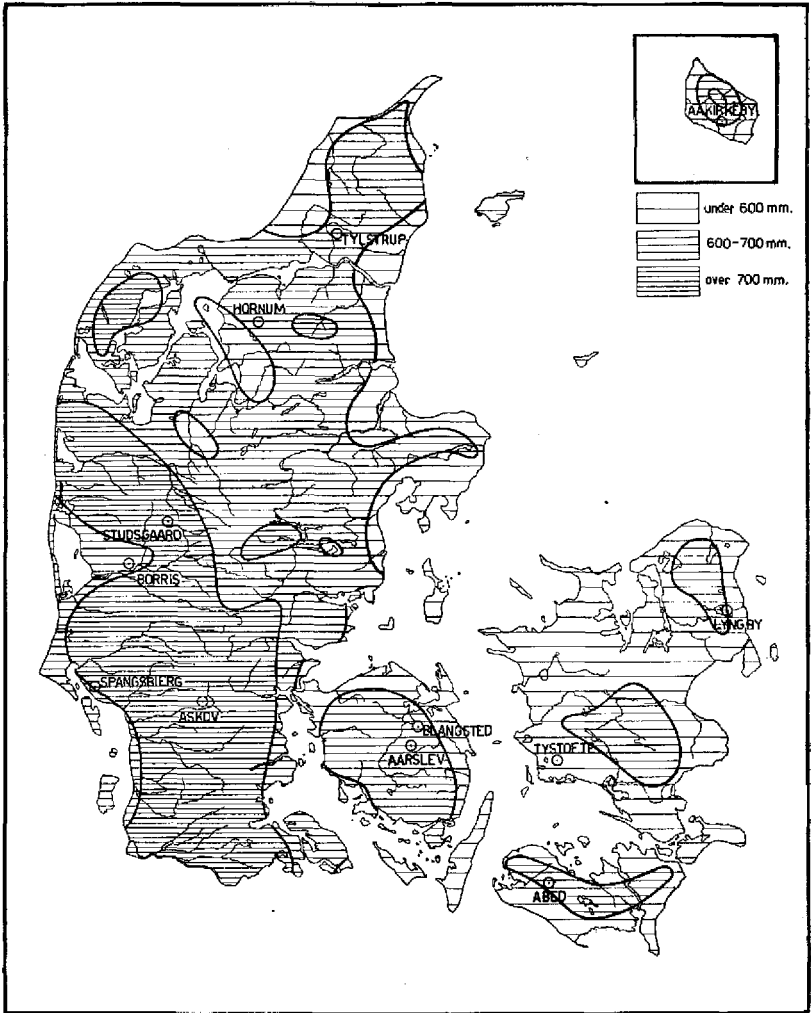 AAKIRKEBY
under 600 mm.
600-700 mm.
over 700 mm.
TYLSTRUP
HORNUM
STUDSGAARD
BORRIS
LYNGBY
SPANGSBJERG
ASKOV
BLANGSTED
AARSLEV
TYSTOFTE
ABED